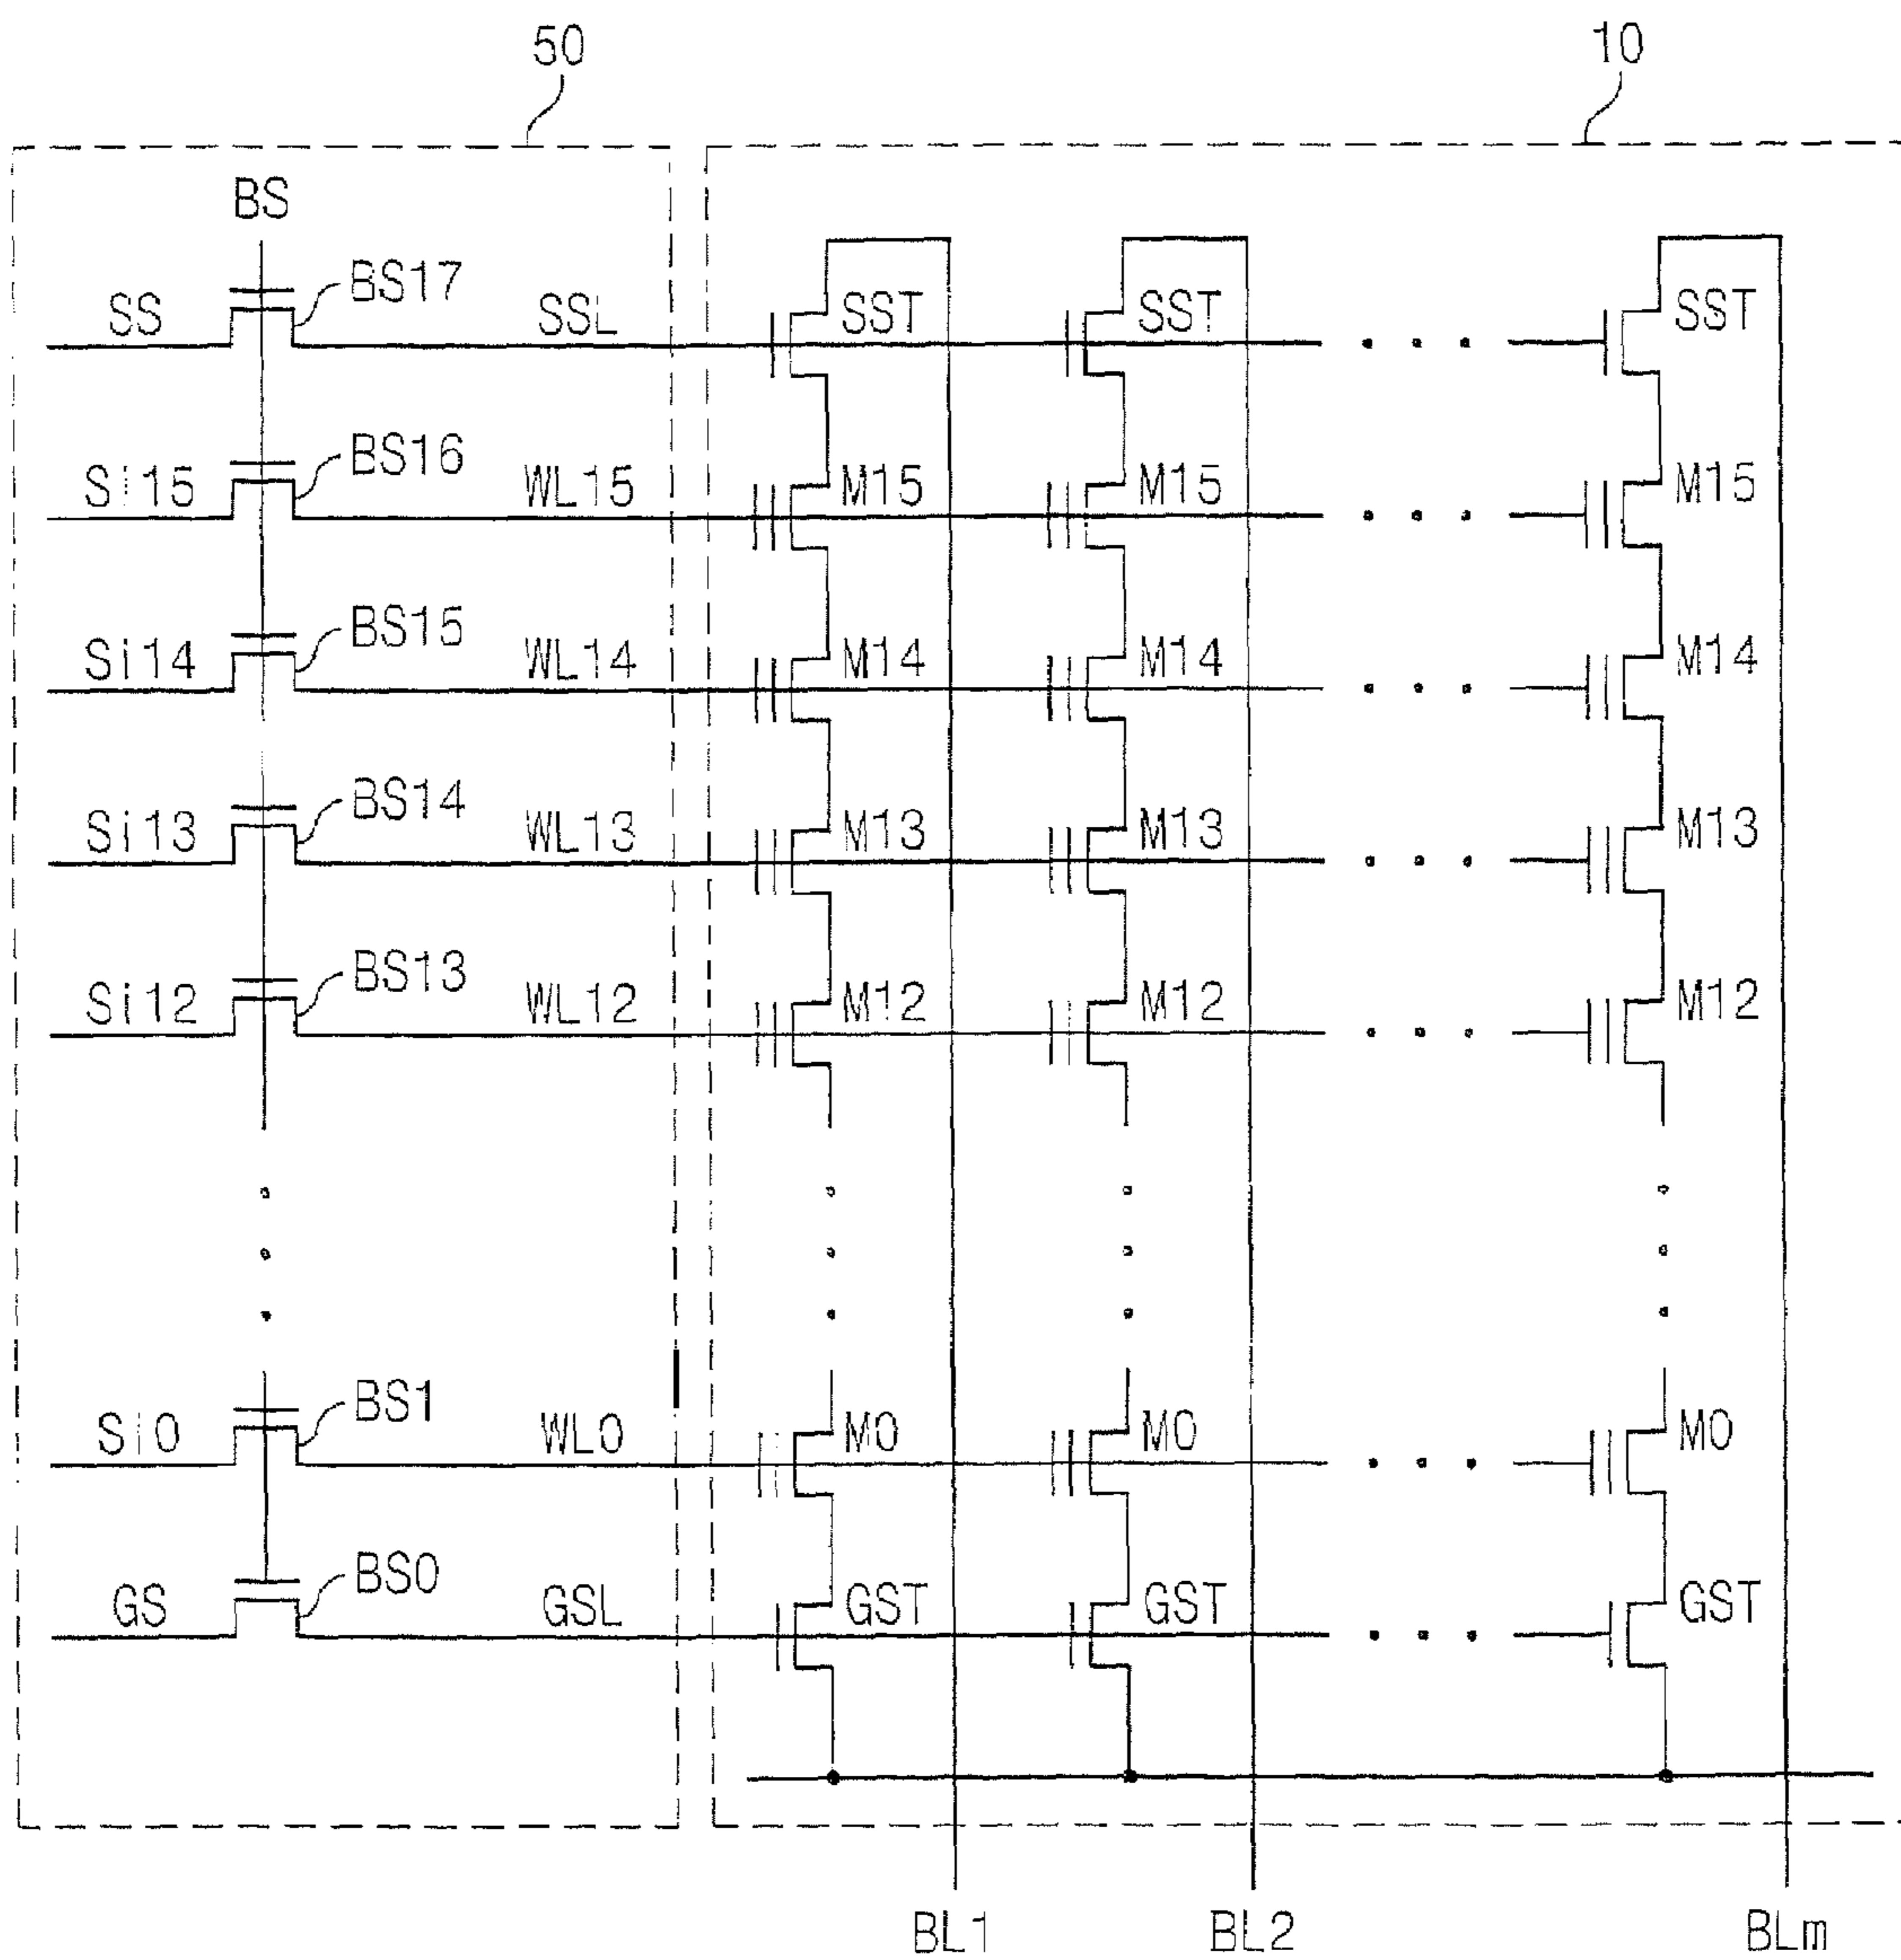 50 10
BS
SS BS17 SSL SST SST SST
Si15 BS16 WL15 M15 M15 M15
Si14 BS15 WL14 M14 M14 M14
Si13 BS14 WL13 M13 M13 M13
Si12 BS13 WL12 M12 M12 M12
Si0 BS1 WL0 M0 M0 M0
GS BS0 GSL GST GST GST
BL1 BL2 BLm